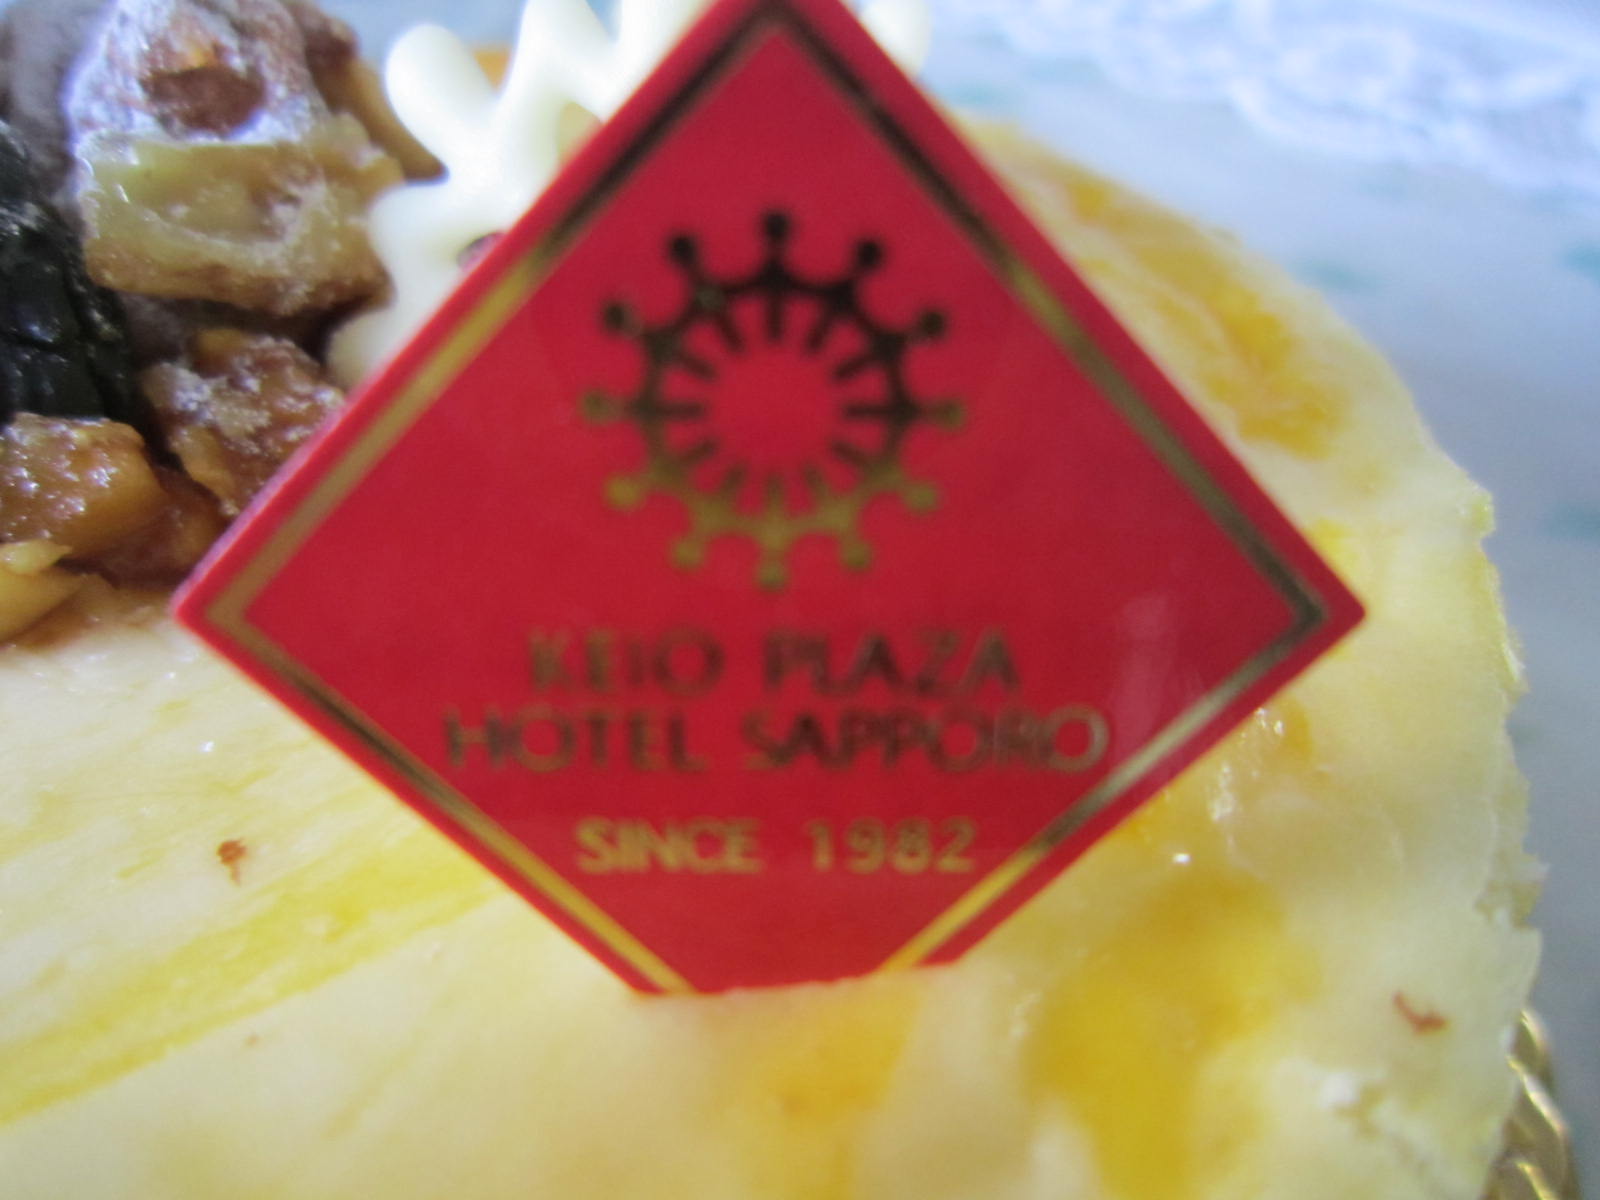 KEIO PLAZA
HOTEL SAPPORO
SINCE 1982